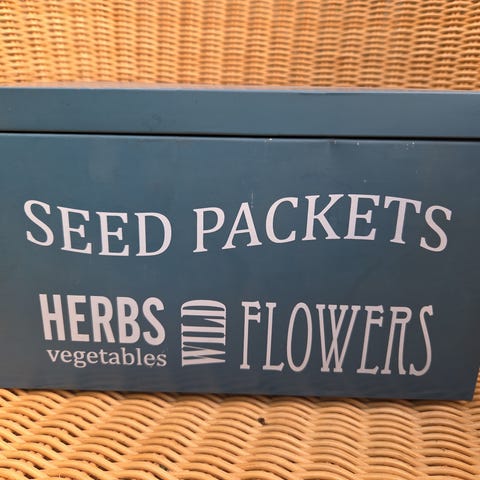 SEED PACKETS
HERBS
vegetables
WILD
FLOWERS